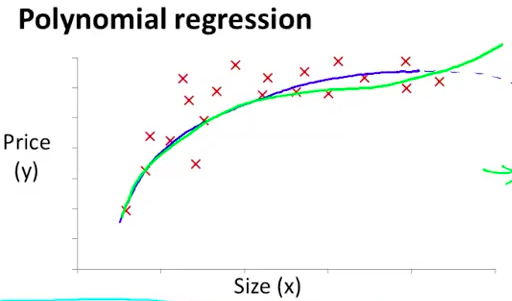 Polynomial regression
Price
(y)
Size (x)